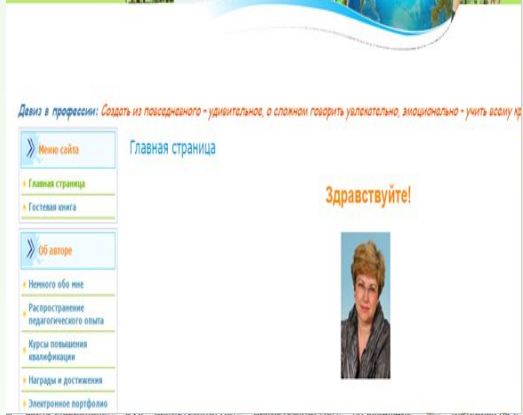 Девиз в профессии: Создать из повседневного - удивительное, о сложном говорить увлекательно, эмоционально - учить всему
Меню сайта
Главная страница
Гостевая книга
Об авторе
Немного обо мне
Распространение
педагогического опыта
Курсы повышения
квалификации
Награды и достижения
Электронное портфолио
Главная страница
Здравствуйте!